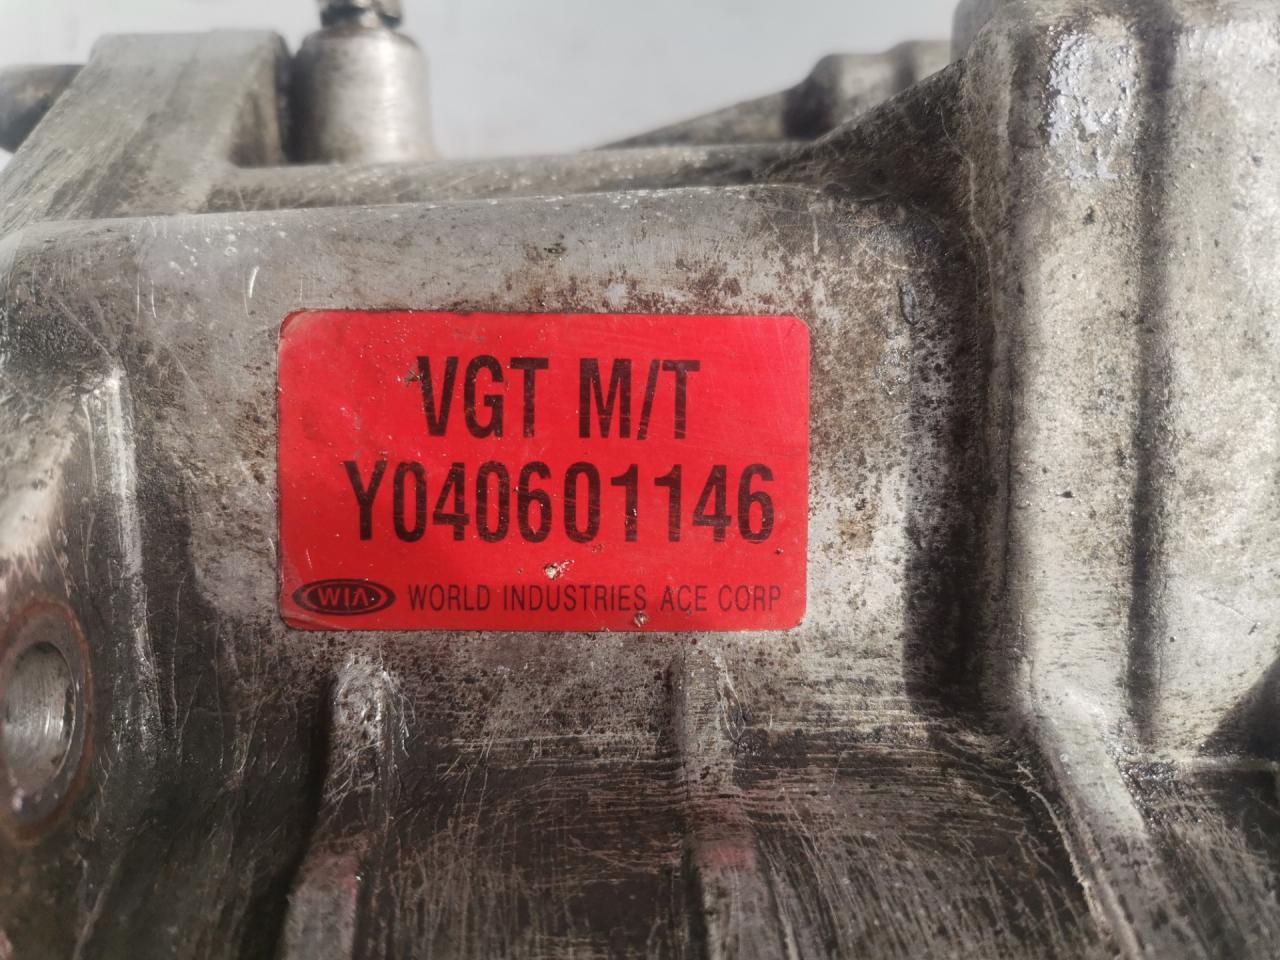 VGT M/T
Y040601146
WIA WORLD INDUSTRIES ACE CORP